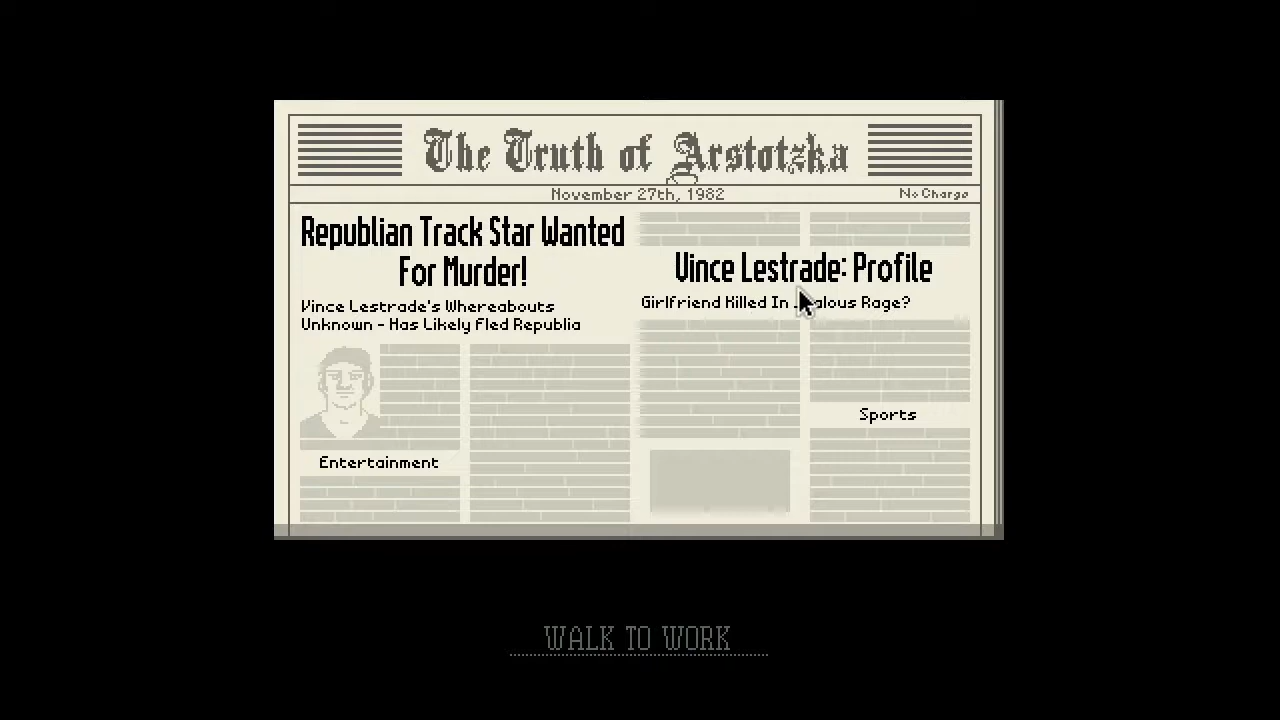 The Truth of Arstotzka
November 27th, 1982
No Charge
Republian Track Star Wanted
For Murder!
Vince Lestrade's Whereabouts
Unknown - Has Likely Fled Republia
Entertainment
Vince Lestrade: Profile
Girlfriend Killed In Jealous Rage?
Sports
WALK TO WORK